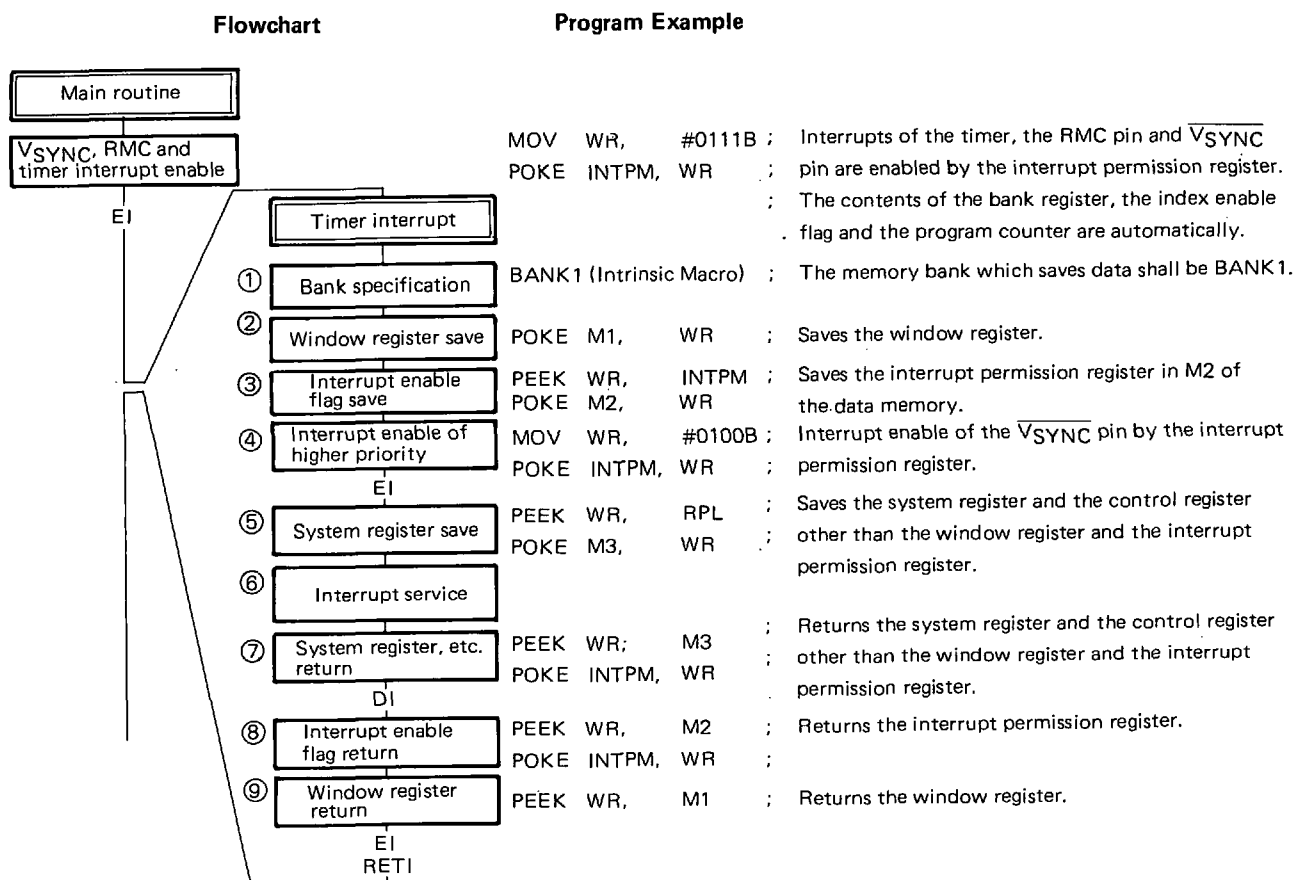 Flowchart Program Example
Main routine
VSYNC, RMC and
timer interrupt enable
EI
MOV WR, #0111B ; Interrupts of the timer, the RMC pin and VSYNC
POKE INTPM, WR ; pin are enabled by the interrupt permission register.
; The contents of the bank register, the index enable
. flag and the program counter are automatically.
Timer interrupt
① Bank specification BANK1 (Intrinsic Macro) ; The memory bank which saves data shall be BANK1.
② Window register save POKE M1, WR ; Saves the window register.
③ Interrupt enable PEEK WR, INTPM ; Saves the interrupt permission register in M2 of
flag save POKE M2, WR the data memory.
④ Interrupt enable of MOV WR, #0100B ; Interrupt enable of the VSYNC pin by the interrupt
higher priority POKE INTPM, WR ; permission register.
EI
⑤ System register save PEEK WR, RPL ; Saves the system register and the control register
POKE M3, WR ; other than the window register and the interrupt
permission register.
⑥ Interrupt service
⑦ System register, etc. PEEK WR; M3 ; Returns the system register and the control register
return POKE INTPM, WR ; other than the window register and the interrupt
permission register.
DI
⑧ Interrupt enable PEEK WR, M2 ; Returns the interrupt permission register.
flag return POKE INTPM, WR ;
⑨ Window register PEEK WR, M1 ; Returns the window register.
return
EI
RETI